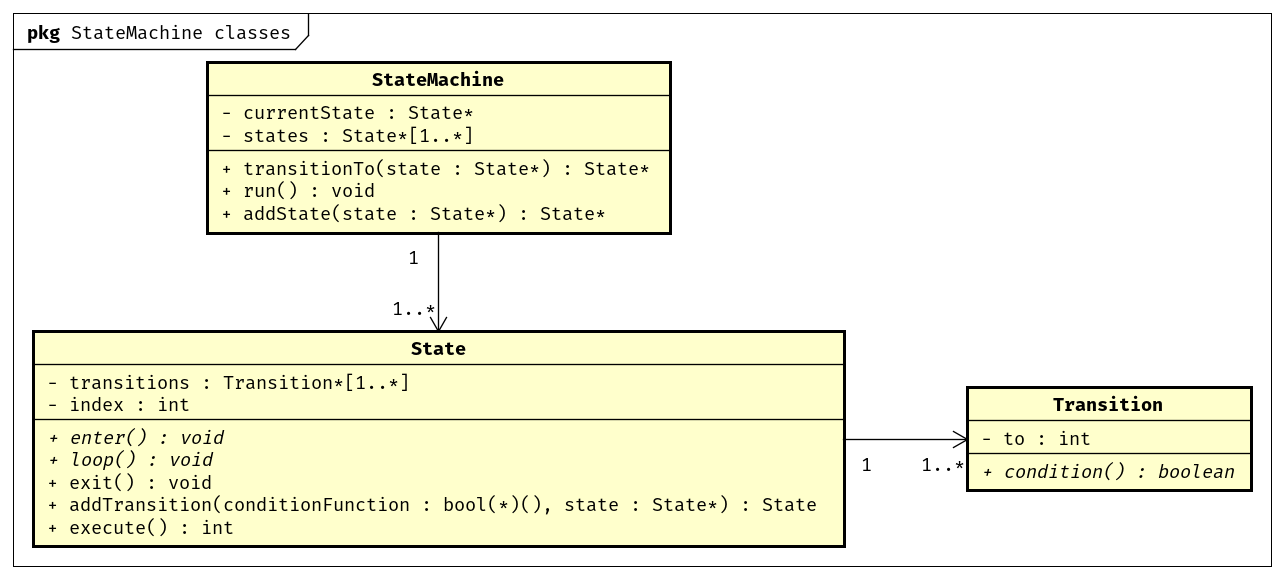 pkg StateMachine classes
StateMachine
- currentState : State*
- states : State*[1..*]
+ transitionTo(state : State*) : State*
+ run() : void
+ addState(state : State*) : State*
1
1..*
State
- transitions : Transition*[1..*]
- index : int
+ enter() : void
+ loop() : void
+ exit() : void
+ addTransition(conditionFunction : bool(*)(), state : State*) : State
+ execute() : int
1
1..*
Transition
- to : int
+ condition() : boolean